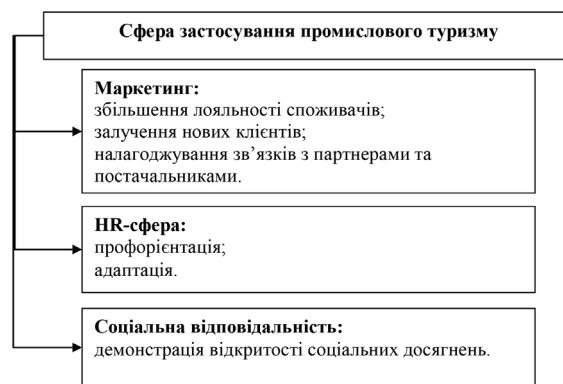 Сфера застосування промислового туризму
Маркетинг:
збільшення лояльності споживачів;
залучення нових клієнтів;
налагоджування зв’язків з партнерами та
постачальниками.
HR-сфера:
профорієнтація;
адаптація.
Соціальна відповідальність:
демонстрація відкритості соціальних досягнень.